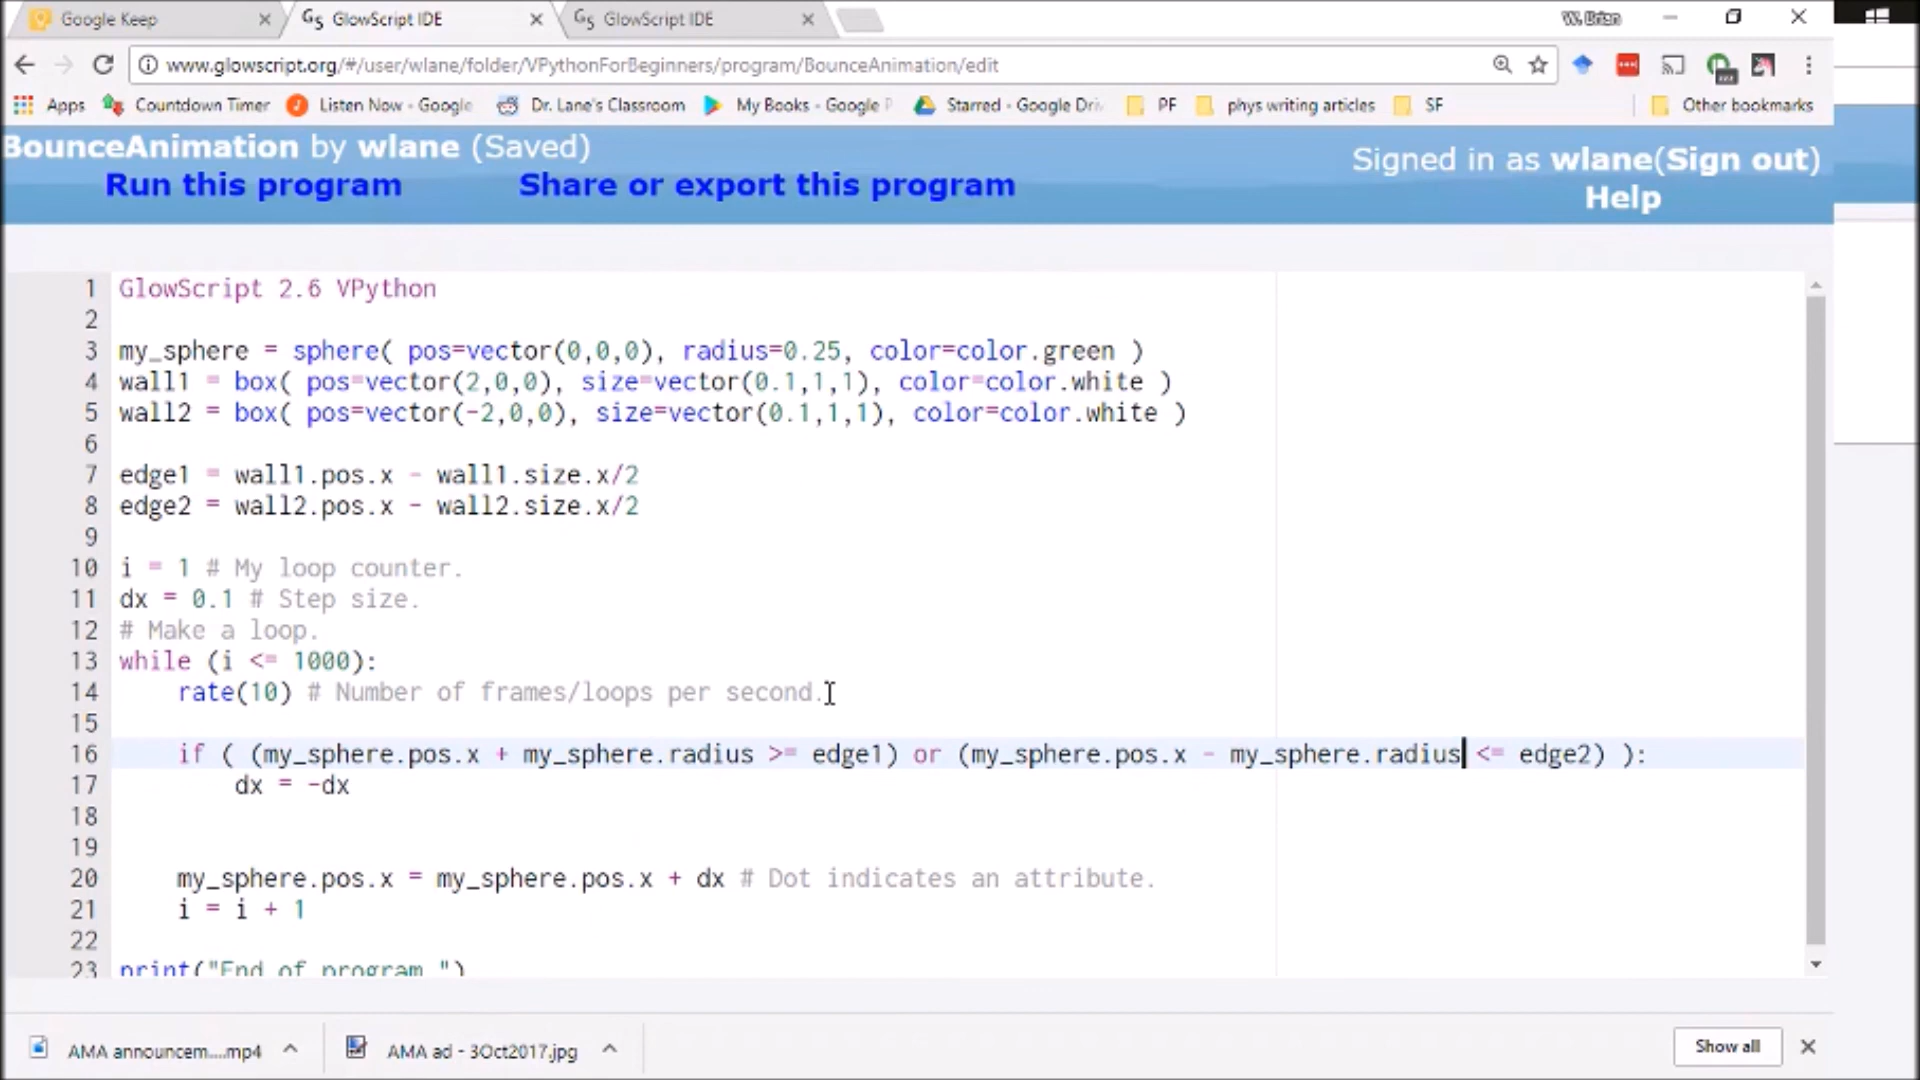 Google Keep
GlowScript IDE
GlowScript IDE
W. Brian
www.glowscript.org/#/user/wlane/folder/VPythonForBeginners/program/BounceAnimation/edit
Apps Countdown Timer Listen Now - Google Dr. Lane's Classroom My Books - Google P Starred - Google Driv PF phys writing articles SF Other bookmarks
BounceAnimation by wlane (Saved)
Signed in as wlane(Sign out)
Run this program Share or export this program
Help
1 GlowScript 2.6 VPython
2
3 my_sphere = sphere( pos=vector(0,0,0), radius=0.25, color=color.green )
4 wall1 = box( pos=vector(2,0,0), size=vector(0.1,1,1), color=color.white )
5 wall2 = box( pos=vector(-2,0,0), size=vector(0.1,1,1), color=color.white )
6
7 edge1 = wall1.pos.x - wall1.size.x/2
8 edge2 = wall2.pos.x - wall2.size.x/2
9
10 i = 1 # My loop counter.
11 dx = 0.1 # Step size.
12 # Make a loop.
13 while (i <= 1000):
14 rate(10) # Number of frames/loops per second.
15
16 if ( (my_sphere.pos.x + my_sphere.radius >= edge1) or (my_sphere.pos.x - my_sphere.radius <= edge2) ):
17 dx = -dx
18
19
20 my_sphere.pos.x = my_sphere.pos.x + dx # Dot indicates an attribute.
21 i = i + 1
22
23 print("End of program.")
AMA announcem....mp4
AMA ad - 3Oct2017.jpg
Show all